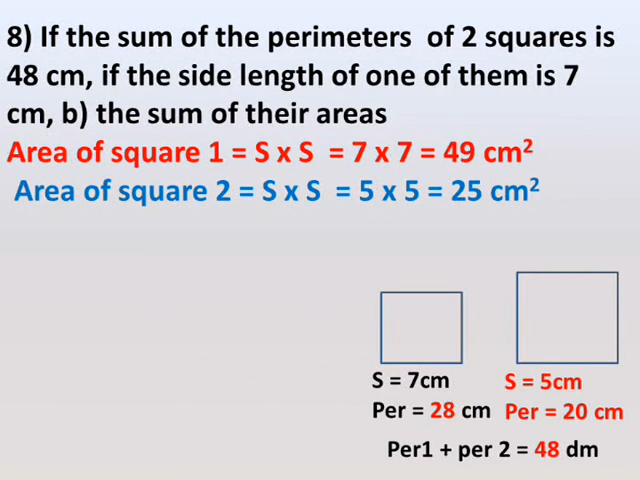 8) If the sum of the perimeters of 2 squares is
48 cm, if the side length of one of them is 7
cm, b) the sum of their areas
Area of square 1 = S x S = 7 x 7 = 49 cm²
Area of square 2 = S x S = 5 x 5 = 25 cm²
S = 7cm
Per = 28 cm
S = 5cm
Per = 20 cm
Per1 + per 2 = 48 dm